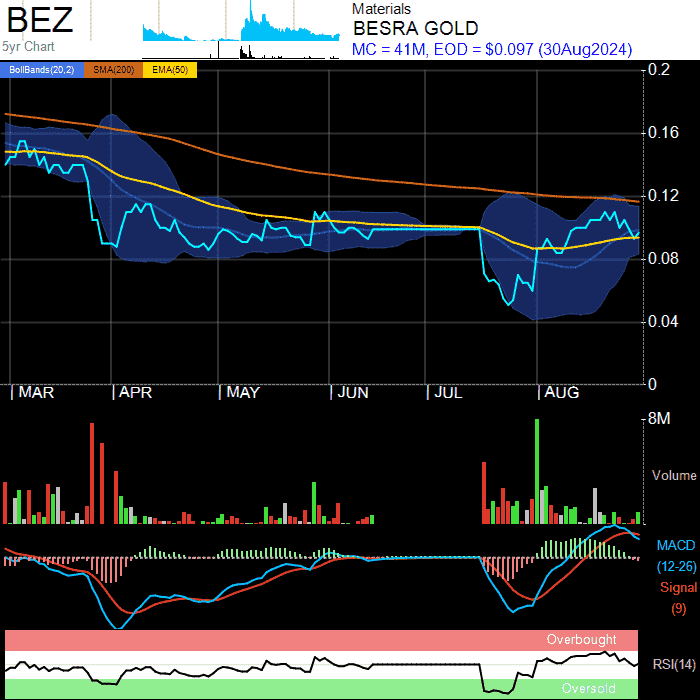 BEZ
5yr Chart
Materials
BESRA GOLD
MC = 41M, EOD = $0.097 (30Aug2024)
BollBands(20,2) SMA(200) EMA(50)
0.2
0.16
0.12
0.08
0.04
0
MAR APR MAY JUN JUL AUG
8M
Volume
MACD
(12-26)
Signal
(9)
Overbought
RSI(14)
Oversold